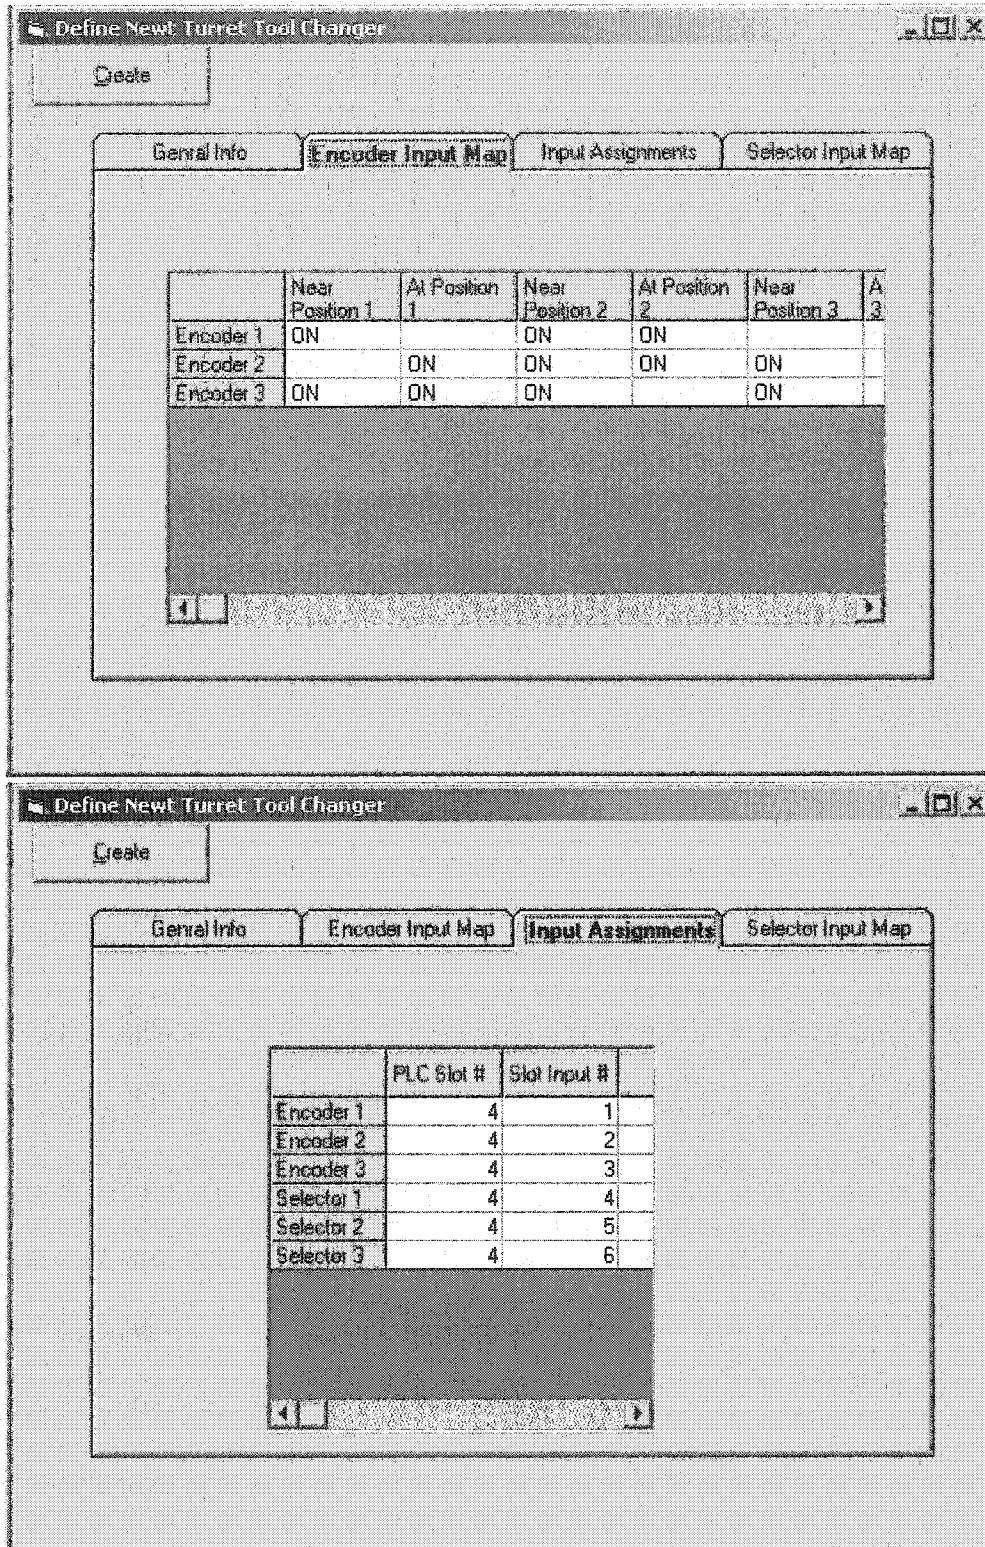 Define Newt Turret Tool Changer
Create
Genral Info Encoder Input Map Input Assignments Selector Input Map
Near Position 1 At Position 1 Near Position 2 At Position 2 Near Position 3 A 3
Encoder 1 ON ON ON
Encoder 2 ON ON ON ON
Encoder 3 ON ON ON ON
Define Newt Turret Tool Changer
Create
Genral Info Encoder Input Map Input Assignments Selector Input Map
PLC Slot # Slot Input #
Encoder 1 4 1
Encoder 2 4 2
Encoder 3 4 3
Selector 1 4 4
Selector 2 4 5
Selector 3 4 6